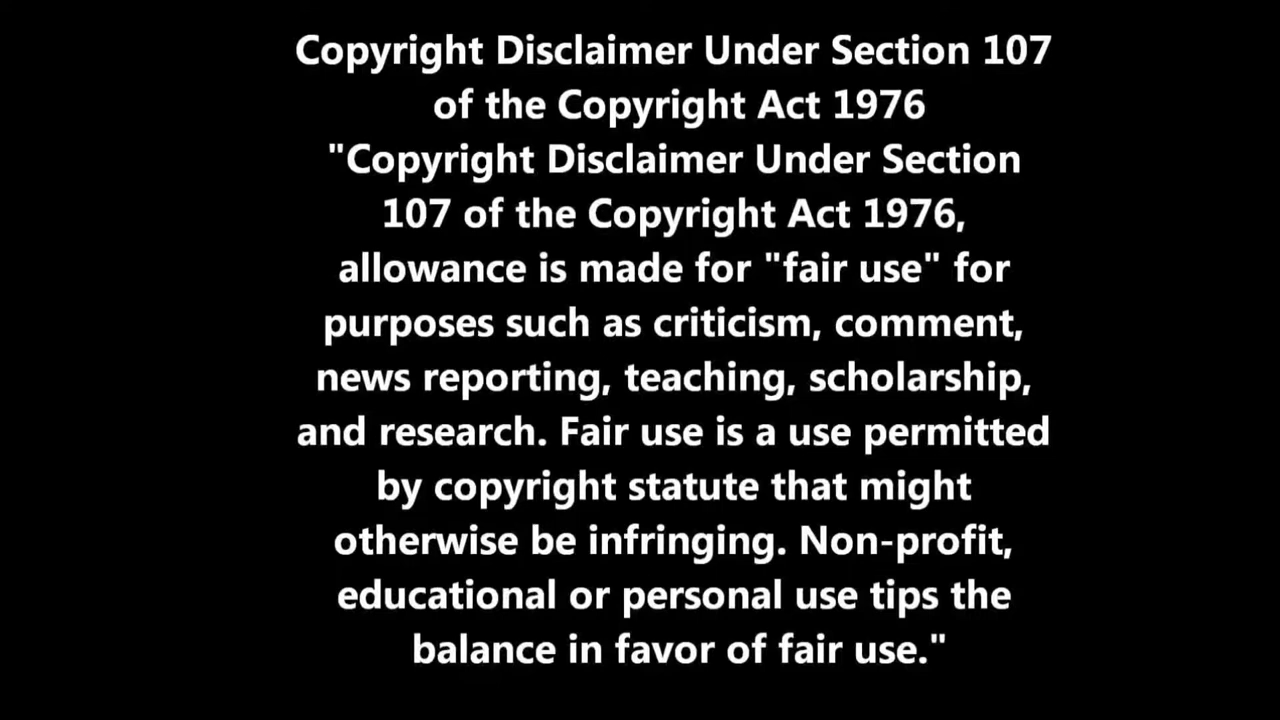 Copyright Disclaimer Under Section 107
of the Copyright Act 1976
"Copyright Disclaimer Under Section
107 of the Copyright Act 1976,
allowance is made for "fair use" for
purposes such as criticism, comment,
news reporting, teaching, scholarship,
and research. Fair use is a use permitted
by copyright statute that might
otherwise be infringing. Non-profit,
educational or personal use tips the
balance in favor of fair use."